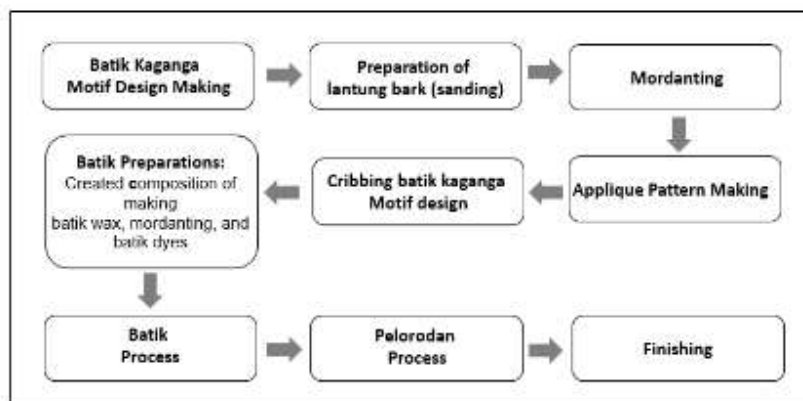 Batik Kaganga
Motif Design Making
Preparation of
lantung bark (sanding)
Mordanting
Applique Pattern Making
Cribbing batik kaganga
Motif design
Batik Preparations:
Created composition of
making
batik wax, mordanting, and
batik dyes
Batik
Process
Pelorodan
Process
Finishing